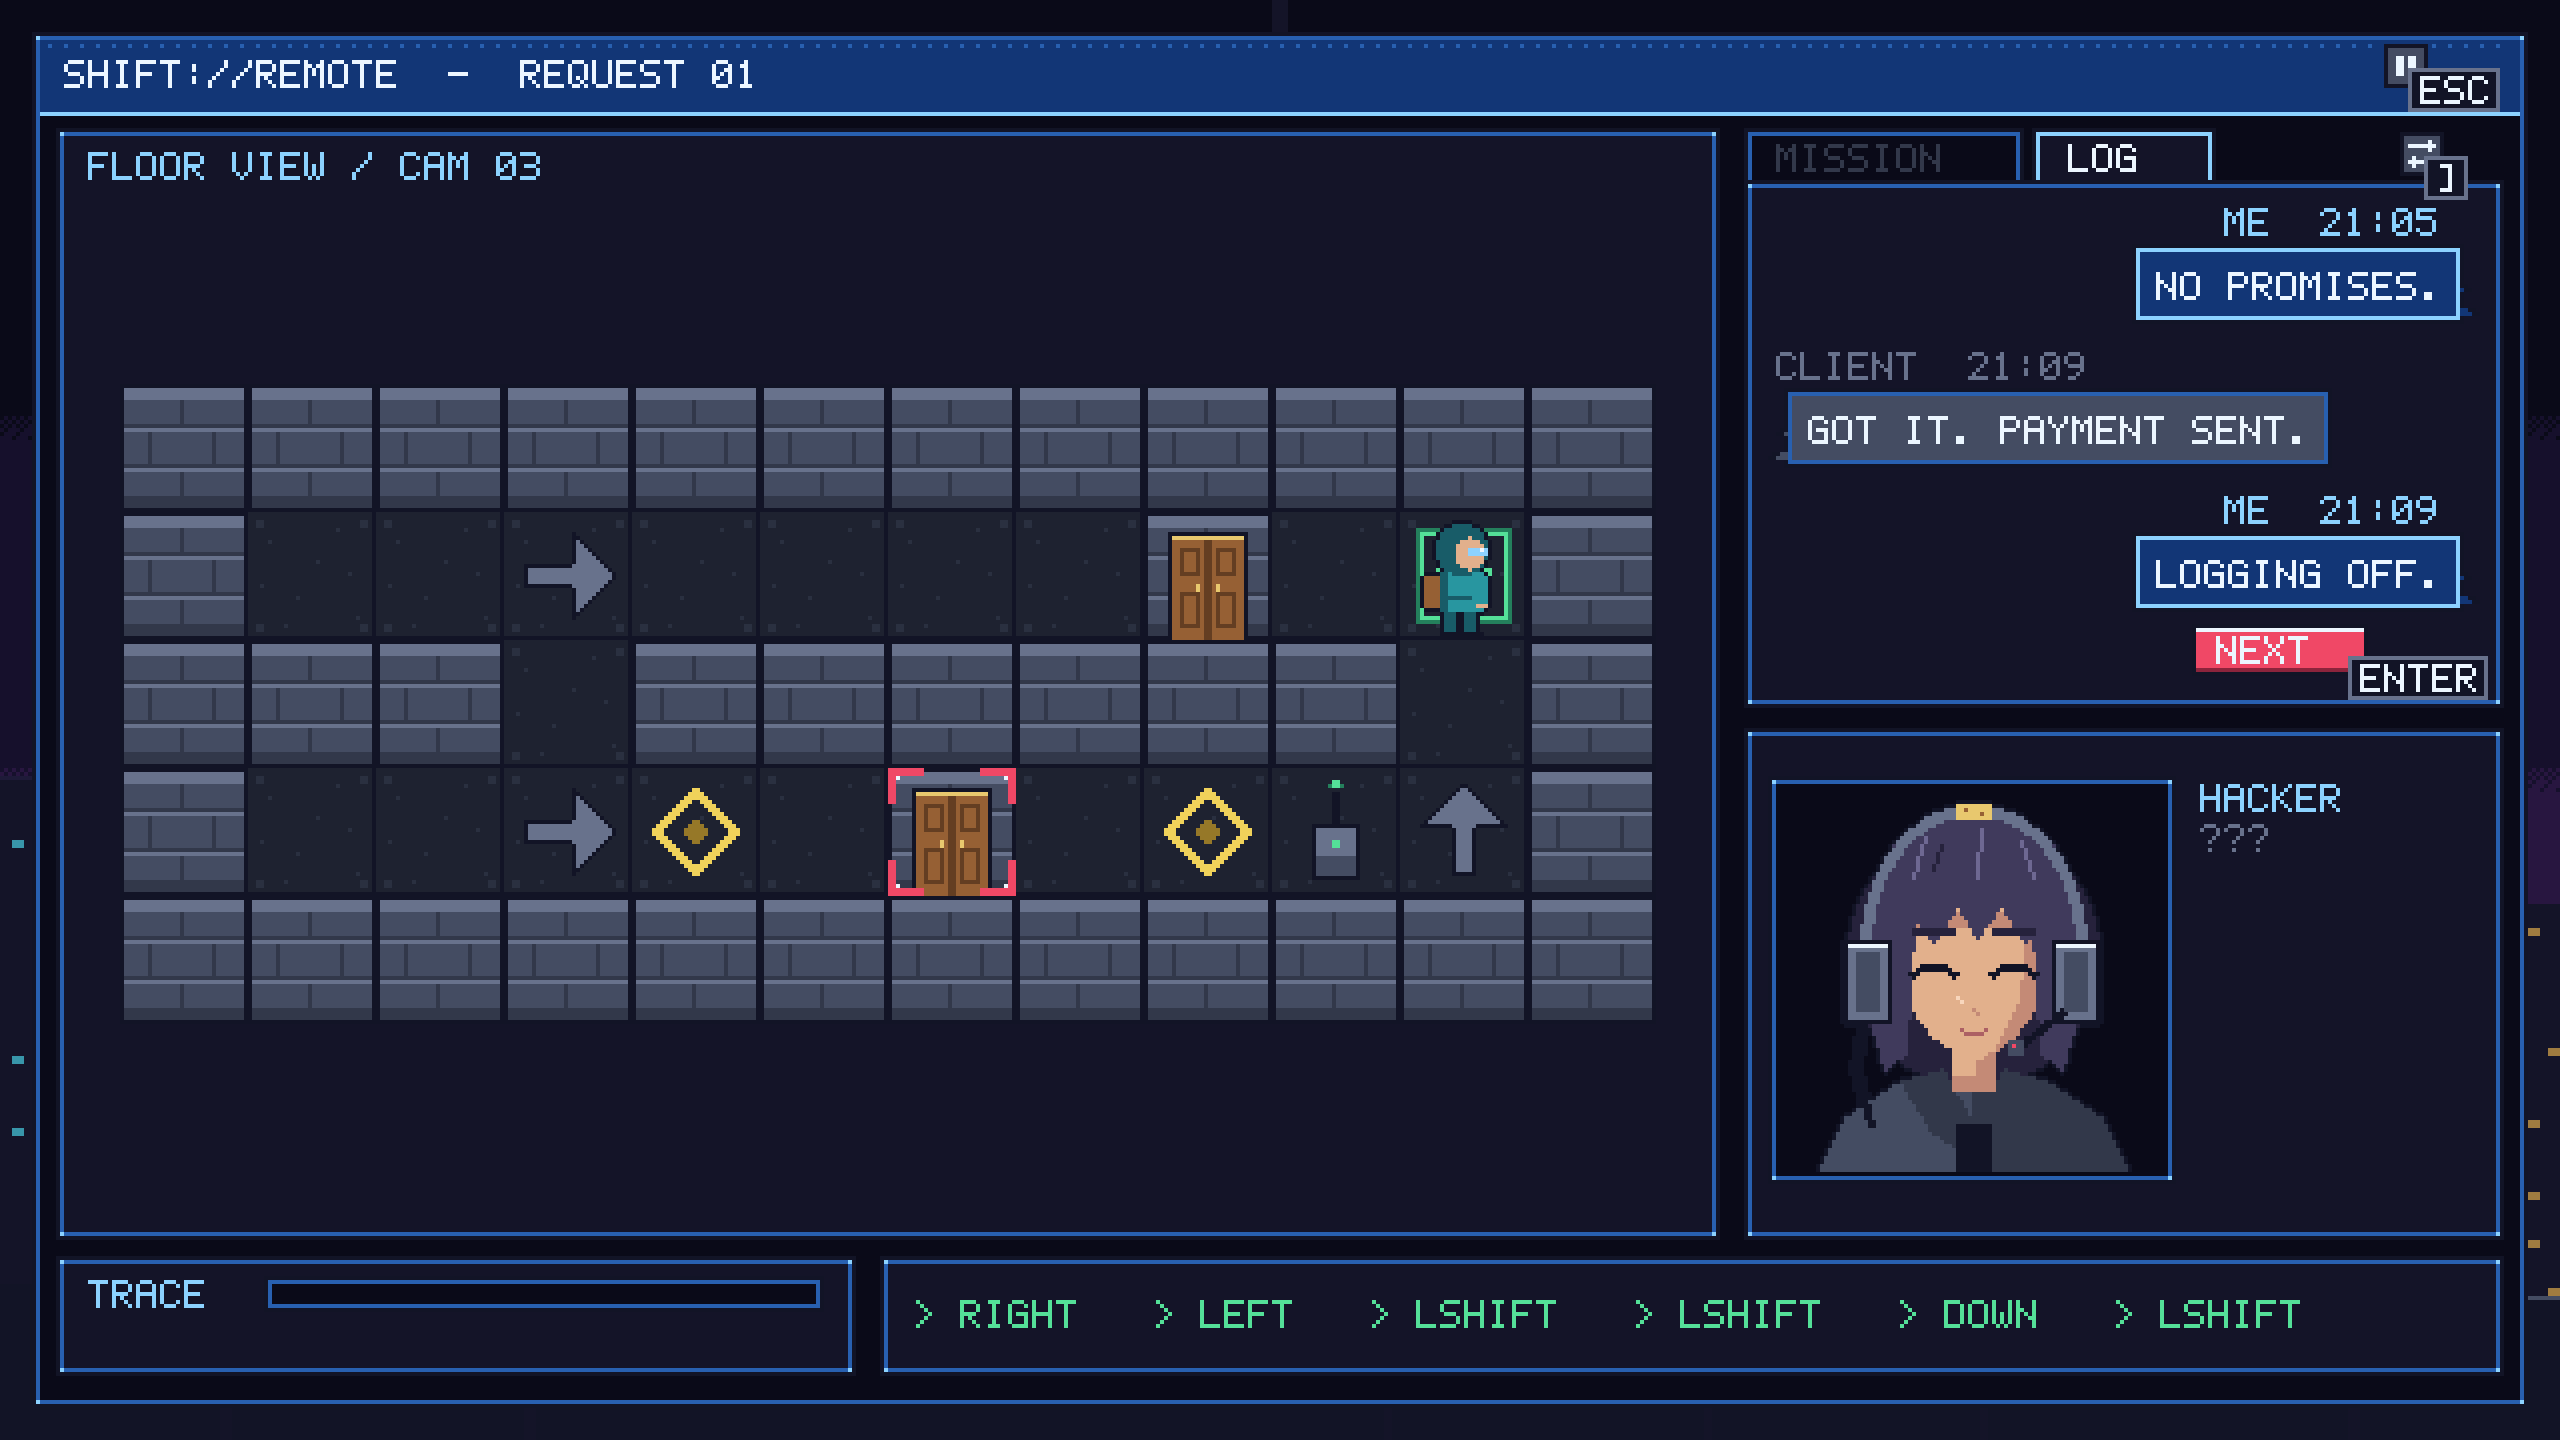 SHIFT://REMOTE - REQUEST 01
ESC
FLOOR VIEW / CAM 03
MISSION
LOG
]
ME 21:05
NO PROMISES.
CLIENT 21:09
GOT IT. PAYMENT SENT.
ME 21:09
LOGGING OFF.
NEXT
ENTER
HACKER
???
TRACE
> RIGHT > LEFT > LSHIFT > LSHIFT > DOWN > LSHIFT